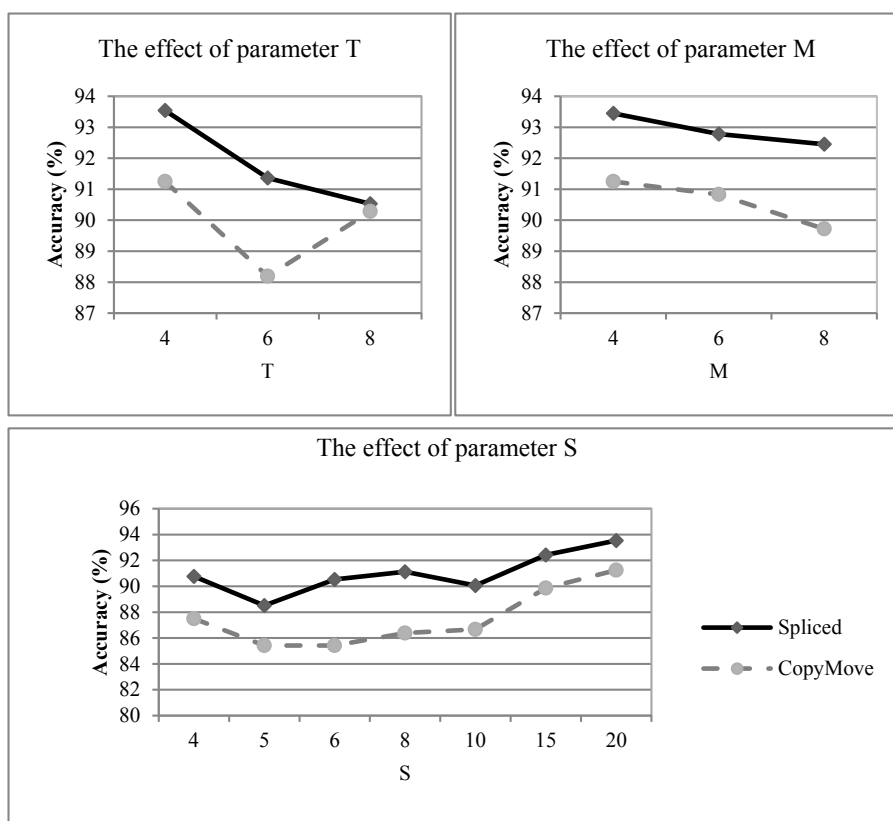 The effect of parameter T
94
93
92
91
90
89
88
87
Accuracy (%)
4 6 8
T
The effect of parameter M
94
93
92
91
90
89
88
87
Accuracy (%)
4 6 8
M
The effect of parameter S
96
94
92
90
88
86
84
82
80
Accuracy (%)
4 5 6 8 10 15 20
S
Spliced
CopyMove